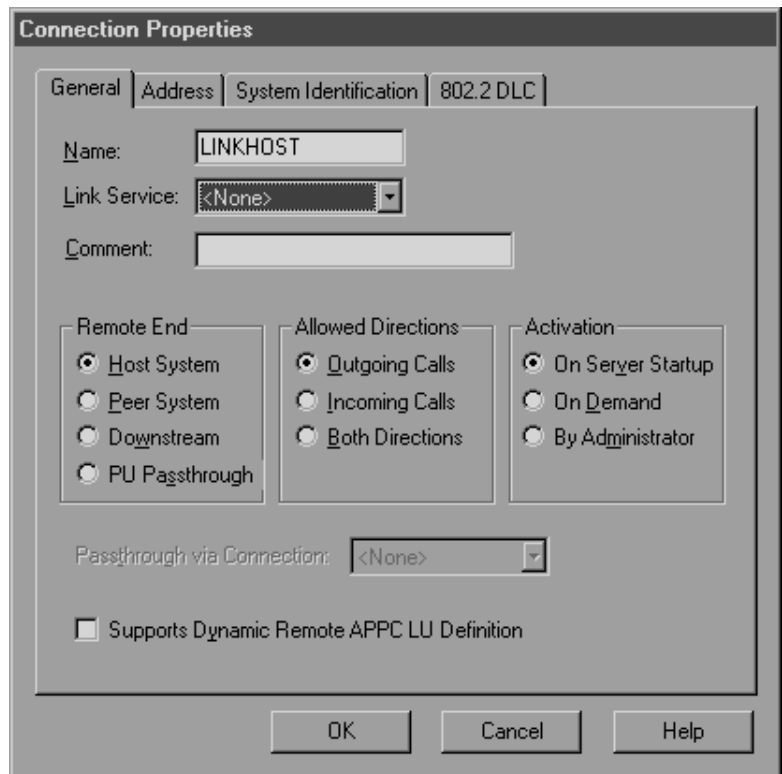 Connection Properties
General Address System Identification 802.2 DLC
Name: LINKHOST
Link Service: <None>
Comment:
Remote End Allowed Directions Activation
Host System Outgoing Calls On Server Startup
Peer System Incoming Calls On Demand
Downstream Both Directions By Administrator
PU Passthrough
Passthrough via Connection: <None>
Supports Dynamic Remote APPC LU Definition
OK Cancel Help